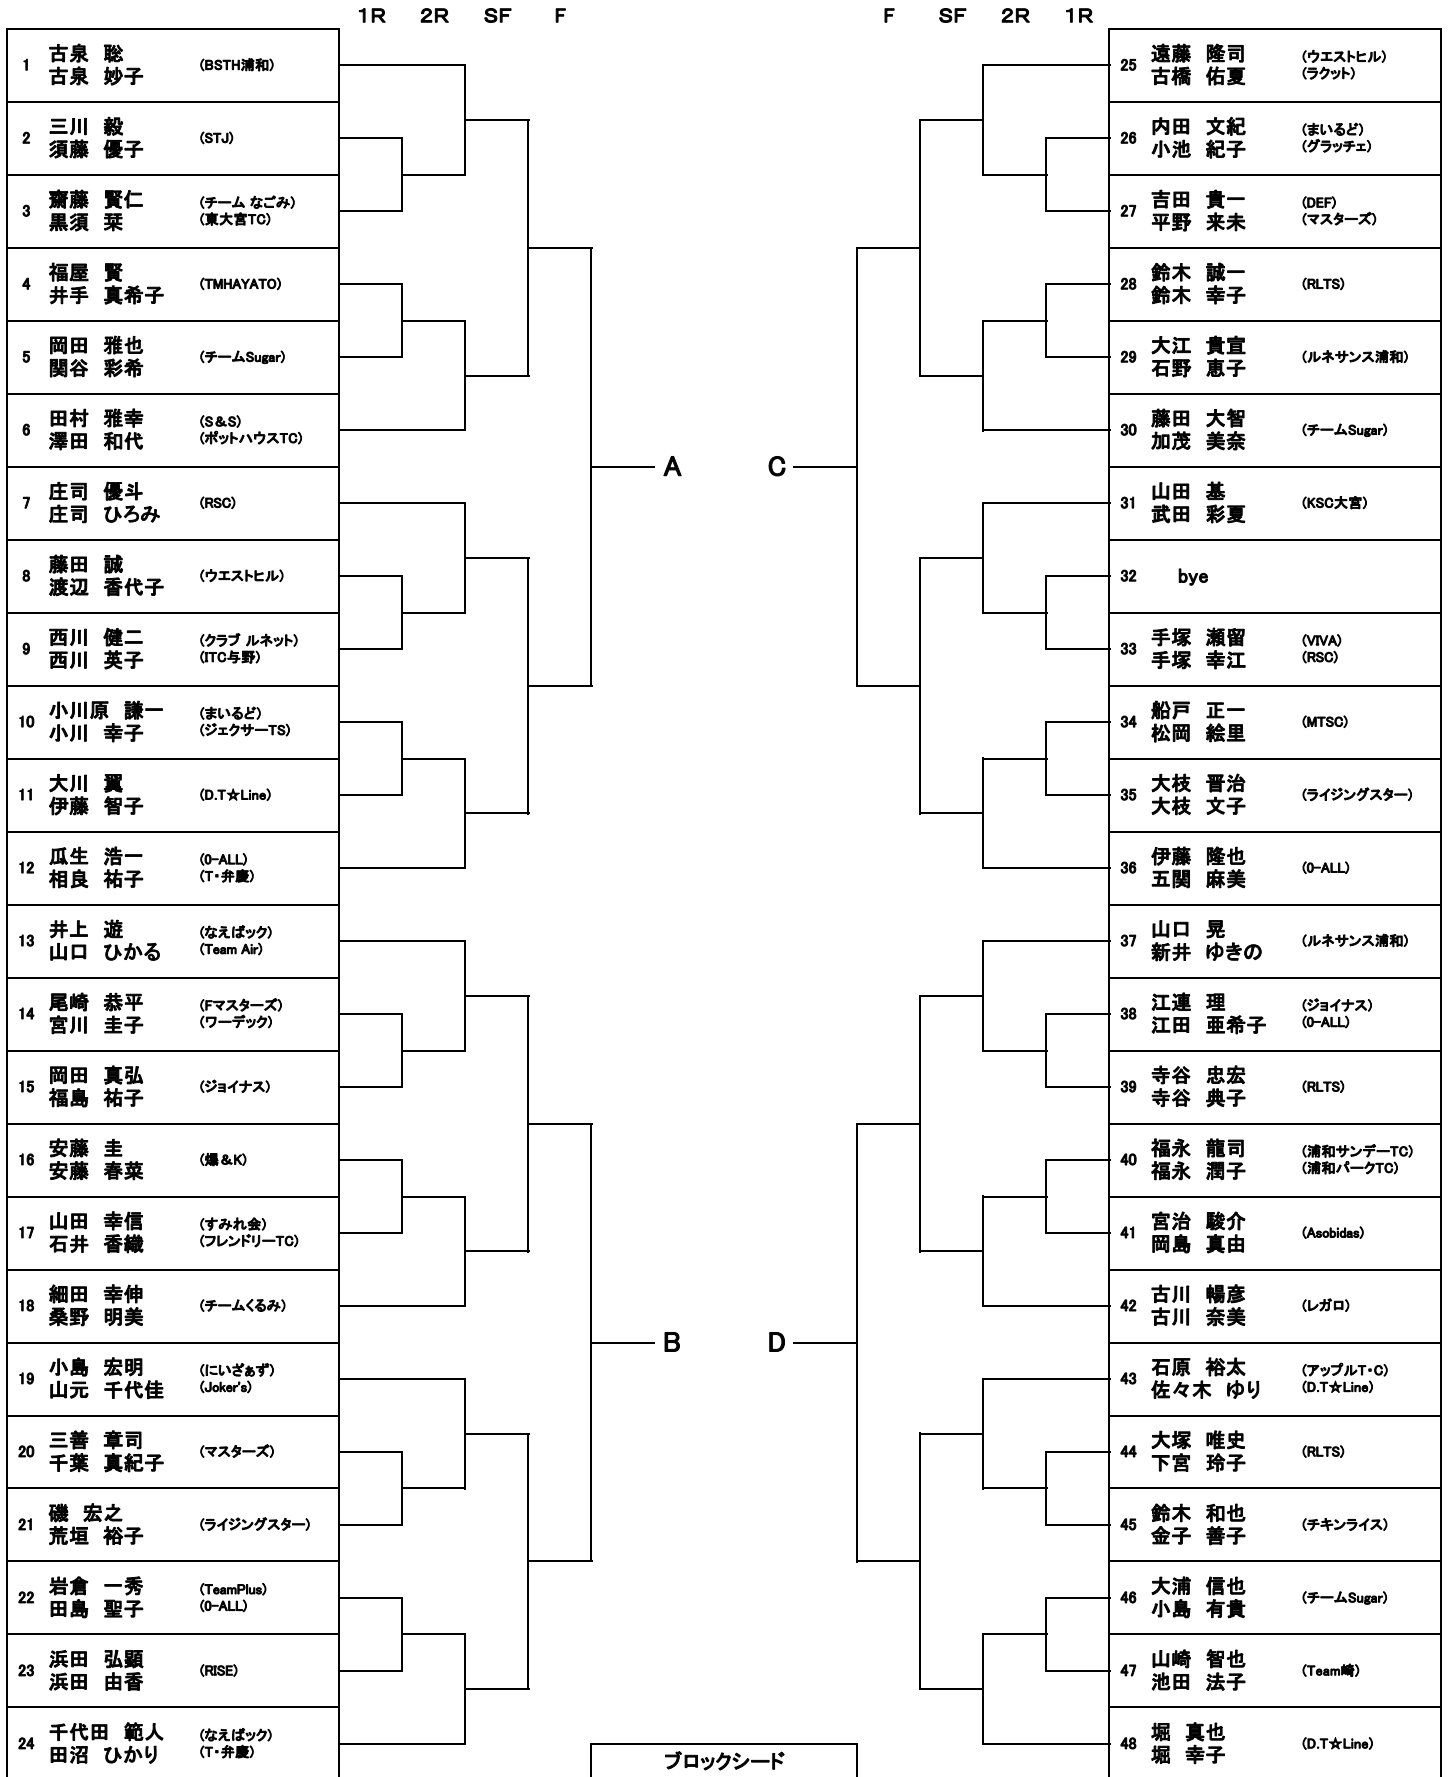 1R 2R SF F
F SF 2R 1R
1 古泉 聡
古泉 妙子 (BSTH浦和)
2 三川 毅
須藤 優子 (STJ)
3 齋藤 賢仁 (チーム なごみ)
黒須 栞 (東大宮TC)
4 福屋 賢
井手 真希子 (TMHAYATO)
5 岡田 雅也
関谷 彩希 (チームSugar)
6 田村 雅幸 (S&S)
澤田 和代 (ポットハウスTC)
7 庄司 優斗
庄司 ひろみ (RSC)
8 藤田 誠
渡辺 香代子 (ウエストヒル)
9 西川 健二 (クラブ ルネット)
西川 英子 (ITC与野)
10 小川原 謙一 (まいるど)
小川 幸子 (ジェクサーTS)
11 大川 翼
伊藤 智子 (D.T☆Line)
12 瓜生 浩一 (0-ALL)
相良 祐子 (T・弁慶)
A
13 井上 遊 (なえばック)
山口 ひかる (Team Air)
14 尾崎 恭平 (Fマスターズ)
宮川 圭子 (ワーデック)
15 岡田 真弘
福島 祐子 (ジョイナス)
16 安藤 圭
安藤 春菜 (爆&K)
17 山田 幸信 (すみれ会)
石井 香織 (フレンドリーTC)
18 細田 幸伸
桑野 明美 (チームくるみ)
19 小島 宏明 (にいざぁず)
山元 千代佳 (Joker's)
20 三善 章司
千葉 真紀子 (マスターズ)
21 磯 宏之
荒垣 裕子 (ライジングスター)
22 岩倉 一秀 (TeamPlus)
田島 聖子 (0-ALL)
23 浜田 弘顕
浜田 由香 (RISE)
24 千代田 範人 (なえばック)
田沼 ひかり (T・弁慶)
B
25 遠藤 隆司 (ウエストヒル)
古橋 佑夏 (ラクット)
26 内田 文紀 (まいるど)
小池 紀子 (グラッチェ)
27 吉田 貴一 (DEF)
平野 来未 (マスターズ)
28 鈴木 誠一
鈴木 幸子 (RLTS)
29 大江 貴宣
石野 恵子 (ルネサンス浦和)
30 藤田 大智
加茂 美奈 (チームSugar)
31 山田 基
武田 彩夏 (KSC大宮)
32 bye
33 手塚 瀬留 (VIVA)
手塚 幸江 (RSC)
34 船戸 正一
松岡 絵里 (MTSC)
35 大枝 晋治
大枝 文子 (ライジングスター)
36 伊藤 隆也
五関 麻美 (0-ALL)
C
37 山口 晃
新井 ゆきの (ルネサンス浦和)
38 江連 理 (ジョイナス)
江田 亜希子 (0-ALL)
39 寺谷 忠宏
寺谷 典子 (RLTS)
40 福永 龍司 (浦和サンデーTC)
福永 潤子 (浦和パークTC)
41 宮治 駿介
岡島 真由 (Asobidas)
42 古川 暢彦
古川 奈美 (レガロ)
43 石原 裕太 (アップルT・C)
佐々木 ゆり (D.T☆Line)
44 大塚 唯史
下宮 玲子 (RLTS)
45 鈴木 和也
金子 善子 (チキンライス)
46 大浦 信也
小島 有貴 (チームSugar)
47 山崎 智也
池田 法子 (Team崎)
48 堀 真也
堀 幸子 (D.T☆Line)
D
ブロックシード